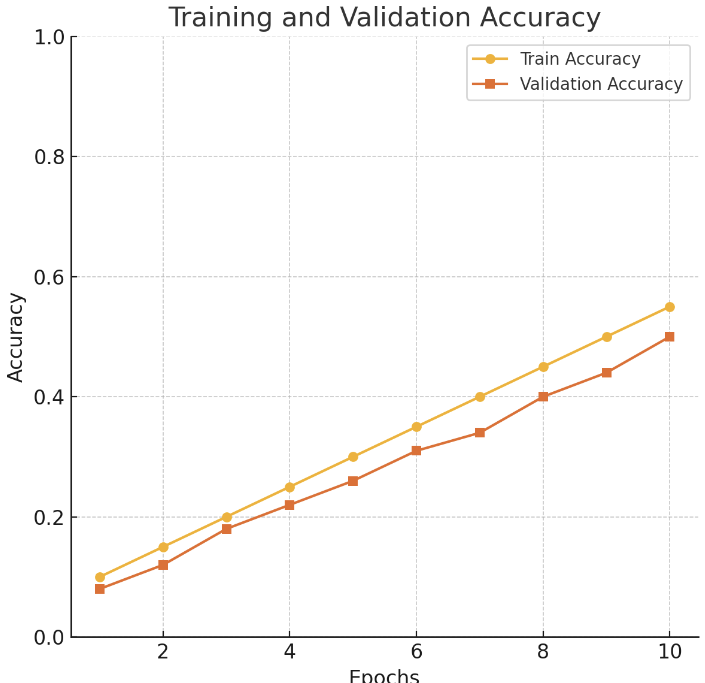 Training and Validation Accuracy
1.0
Train Accuracy
Validation Accuracy
0.8
0.6
Accuracy
0.4
0.2
0.0
2 4 6 8 10
Epochs